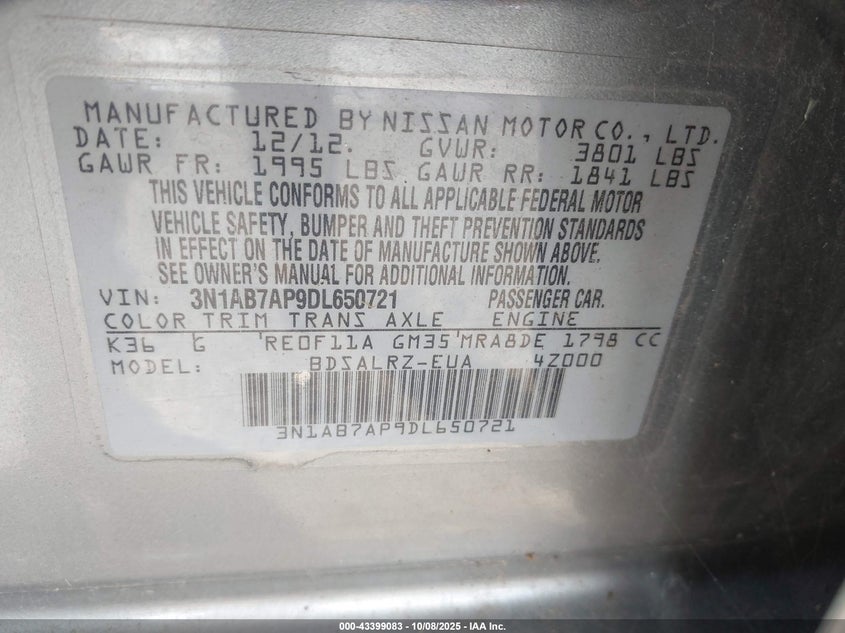 MANUFACTURED BY NISSAN MOTOR CO., LTD.
DATE: 12/12. GVWR: 3801 LBS
GAWR FR: 1995 LBS GAWR RR: 1841 LBS
THIS VEHICLE CONFORMS TO ALL APPLICABLE FEDERAL MOTOR
VEHICLE SAFETY, BUMPER AND THEFT PREVENTION STANDARDS
IN EFFECT ON THE DATE OF MANUFACTURE SHOWN ABOVE.
SEE OWNER'S MANUAL FOR ADDITIONAL INFORMATION.
VIN: 3N1AB7AP9DL650721 PASSENGER CAR.
COLOR TRIM TRANS AXLE ENGINE
K36 G RE0F11A GM35 MRA8DE 1798 CC
MODEL: BDSALRZ-EUA 4Z000
3N1AB7AP9DL650721
000-43399083 - 10/08/2025 - IAA Inc.